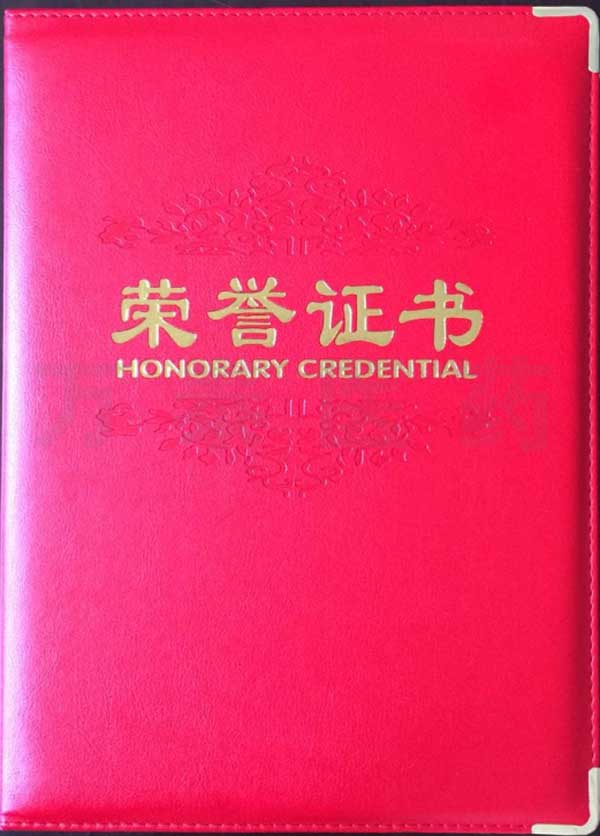 荣誉证书
HONORARY CREDENTIAL